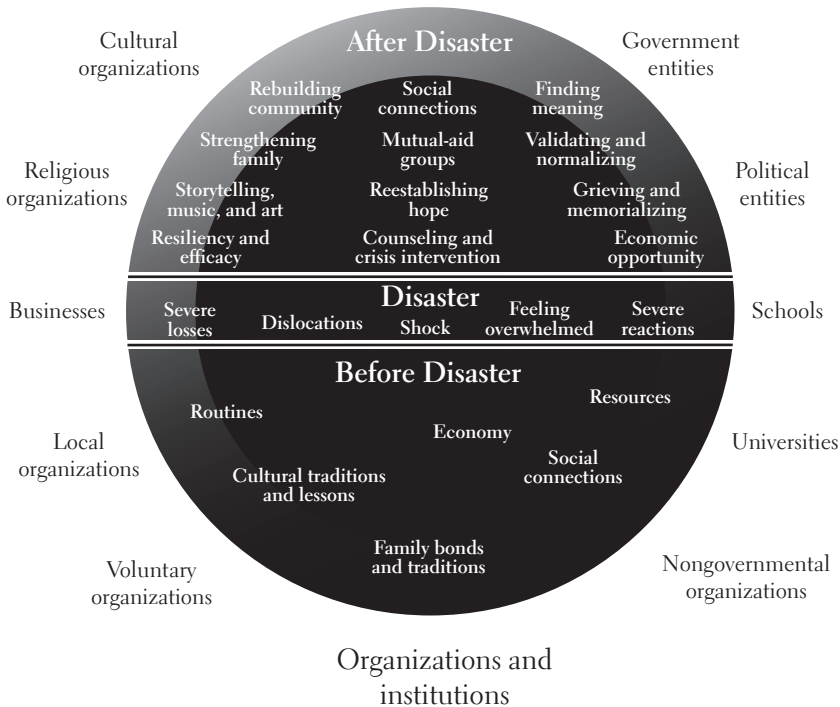 Cultural
organizations
After Disaster
Government
entities
Rebuilding
community
Social
connections
Finding
meaning
Strengthening
family
Mutual-aid
groups
Validating and
normalizing
Religious
organizations
Political
entities
Storytelling,
music, and art
Reestablishing
hope
Grieving and
memorializing
Resiliency and
efficacy
Counseling and
crisis intervention
Economic
opportunity
Businesses
Disaster
Severe
losses
Dislocations
Shock
Feeling
overwhelmed
Severe
reactions
Schools
Before Disaster
Routines
Resources
Economy
Local
organizations
Universities
Cultural traditions
and lessons
Social
connections
Family bonds
and traditions
Voluntary
organizations
Nongovernmental
organizations
Organizations and
institutions